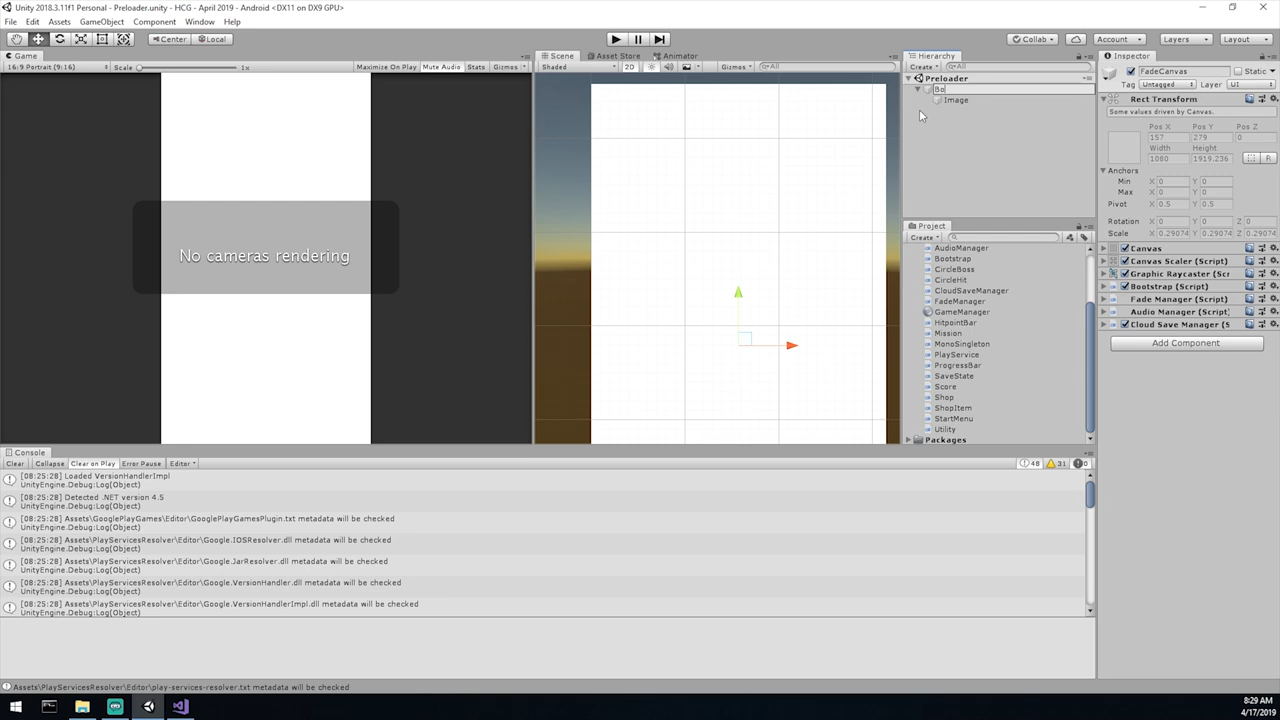 Unity 2018.3.11f1 Personal - Preloader.unity - HCG - April 2019 - Android <DX11 on DX9 GPU>
File Edit Assets GameObject Component Window Help
Center Local Collab Account Layers Layout
Game
16:9 Portrait (9:16) Scale 1x Maximize On Play Mute Audio Stats Gizmos
No cameras rendering
Scene Asset Store Animator
Shaded 2D Gizmos All
Hierarchy
Create All
Preloader
Bo
Image
Project
Create
AudioManager
Bootstrap
CircleBoss
CircleHit
CloudSaveManager
FadeManager
GameManager
HitpointBar
Mission
MonoSingleton
PlayService
ProgressBar
SaveState
Score
Shop
ShopItem
StartMenu
Utility
Packages
Inspector
FadeCanvas Static
Tag Untagged Layer UI
Rect Transform
Some values driven by Canvas.
Pos X Pos Y Pos Z
157 279 0
Width Height
1080 1919.236 R
Anchors
Min X 0 Y 0
Max X 0 Y 0
Pivot X 0.5 Y 0.5
Rotation X 0 Y 0 Z 0
Scale X 0.29074 Y 0.29074 Z 0.29074
Canvas
Canvas Scaler (Script)
Graphic Raycaster (Scr
Bootstrap (Script)
Fade Manager (Script)
Audio Manager (Script)
Cloud Save Manager (S
Add Component
Console
Clear Collapse Clear on Play Error Pause Editor 48 31 0
[08:25:28] Loaded VersionHandlerImpl
UnityEngine.Debug:Log(Object)
[08:25:28] Detected .NET version 4.5
UnityEngine.Debug:Log(Object)
[08:25:28] Assets\GooglePlayGames\Editor\GooglePlayGamesPlugin.txt metadata will be checked
UnityEngine.Debug:Log(Object)
[08:25:28] Assets\PlayServicesResolver\Editor\Google.IOSResolver.dll metadata will be checked
UnityEngine.Debug:Log(Object)
[08:25:28] Assets\PlayServicesResolver\Editor\Google.JarResolver.dll metadata will be checked
UnityEngine.Debug:Log(Object)
[08:25:28] Assets\PlayServicesResolver\Editor\Google.VersionHandler.dll metadata will be checked
UnityEngine.Debug:Log(Object)
[08:25:28] Assets\PlayServicesResolver\Editor\Google.VersionHandlerImpl.dll metadata will be checked
UnityEngine.Debug:Log(Object)
Assets\PlayServicesResolver\Editor\play-services-resolver.txt metadata will be checked
8:29 AM
4/17/2019